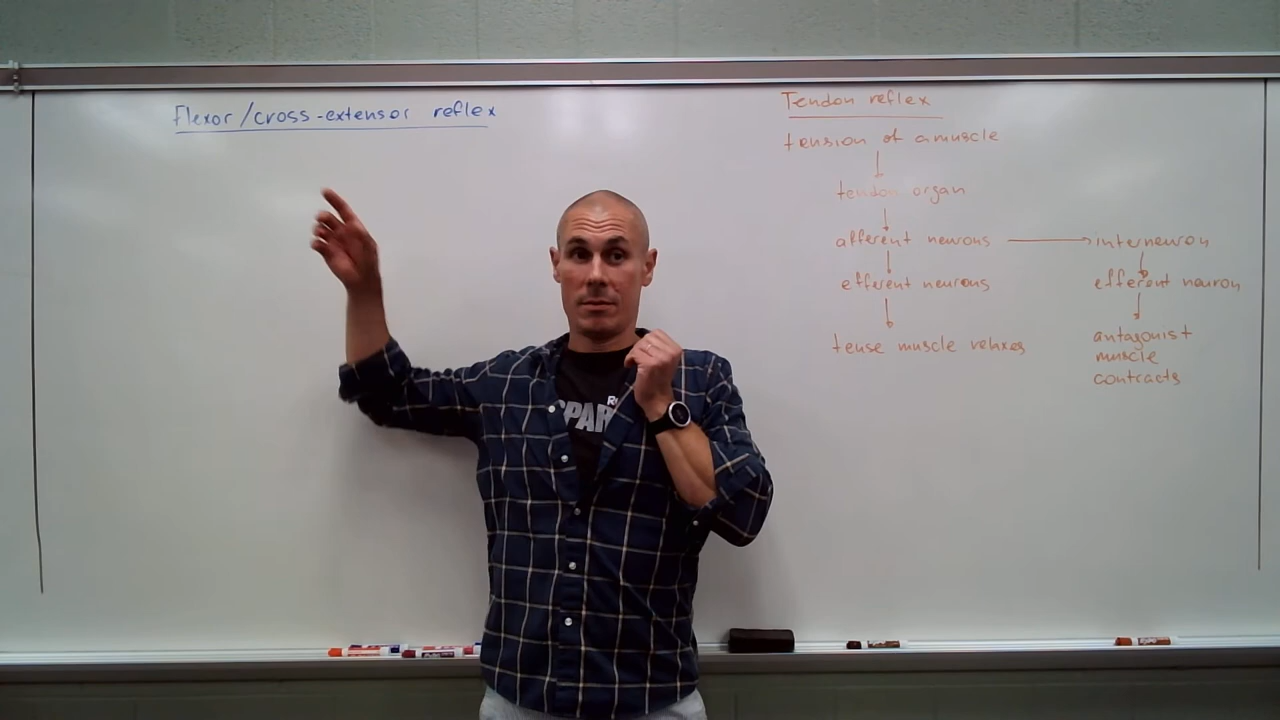 Flexor/cross-extensor reflex
Tendon reflex
tension of a muscle
tendon organ
afferent neurons
interneuron
efferent neurons
efferent neuron
tense muscle relaxes
antagonist
muscle
contracts
SPAR